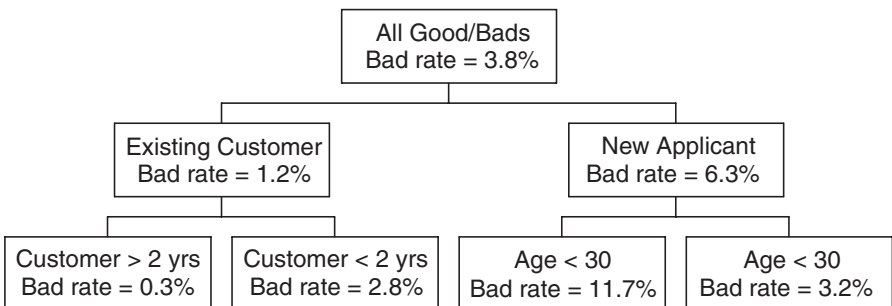 All Good/Bads
Bad rate = 3.8%
Existing Customer
Bad rate = 1.2%
New Applicant
Bad rate = 6.3%
Customer > 2 yrs
Bad rate = 0.3%
Customer < 2 yrs
Bad rate = 2.8%
Age < 30
Bad rate = 11.7%
Age < 30
Bad rate = 3.2%